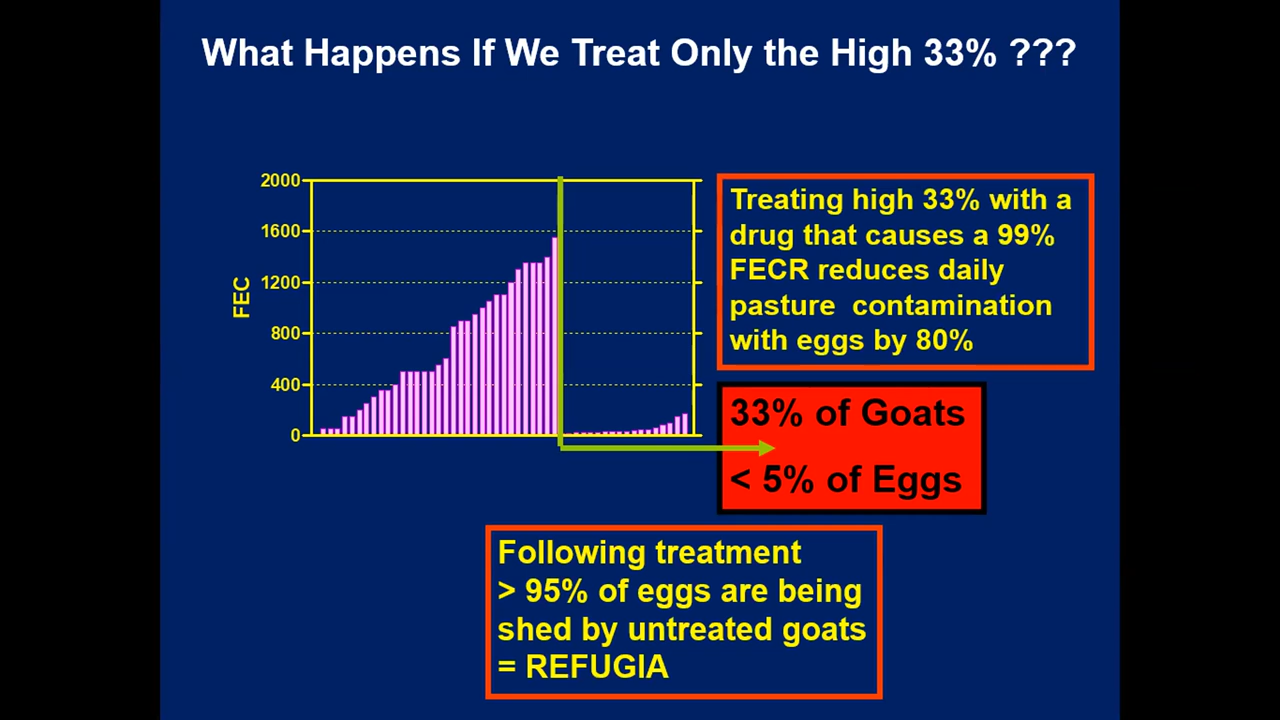 What Happens If We Treat Only the High 33% ???
2000
1600
1200
800
400
0
FEC
Treating high 33% with a
drug that causes a 99%
FECR reduces daily
pasture contamination
with eggs by 80%
33% of Goats
< 5% of Eggs
Following treatment
> 95% of eggs are being
shed by untreated goats
= REFUGIA